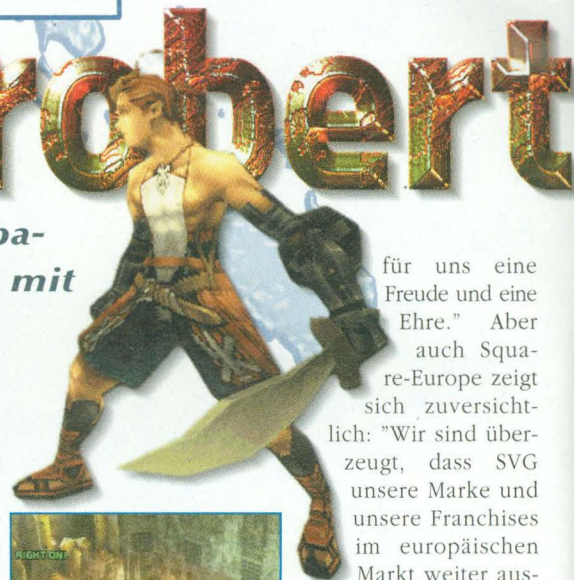 robert
pa-
mit
für uns eine
Freude und eine
Ehre." Aber
auch Squa-
re-Europe zeigt
sich zuversicht-
lich: "Wir sind über-
zeugt, dass SVG
unsere Marke und
unsere Franchises
im europäischen
Markt weiter aus-
RIGHT ON!